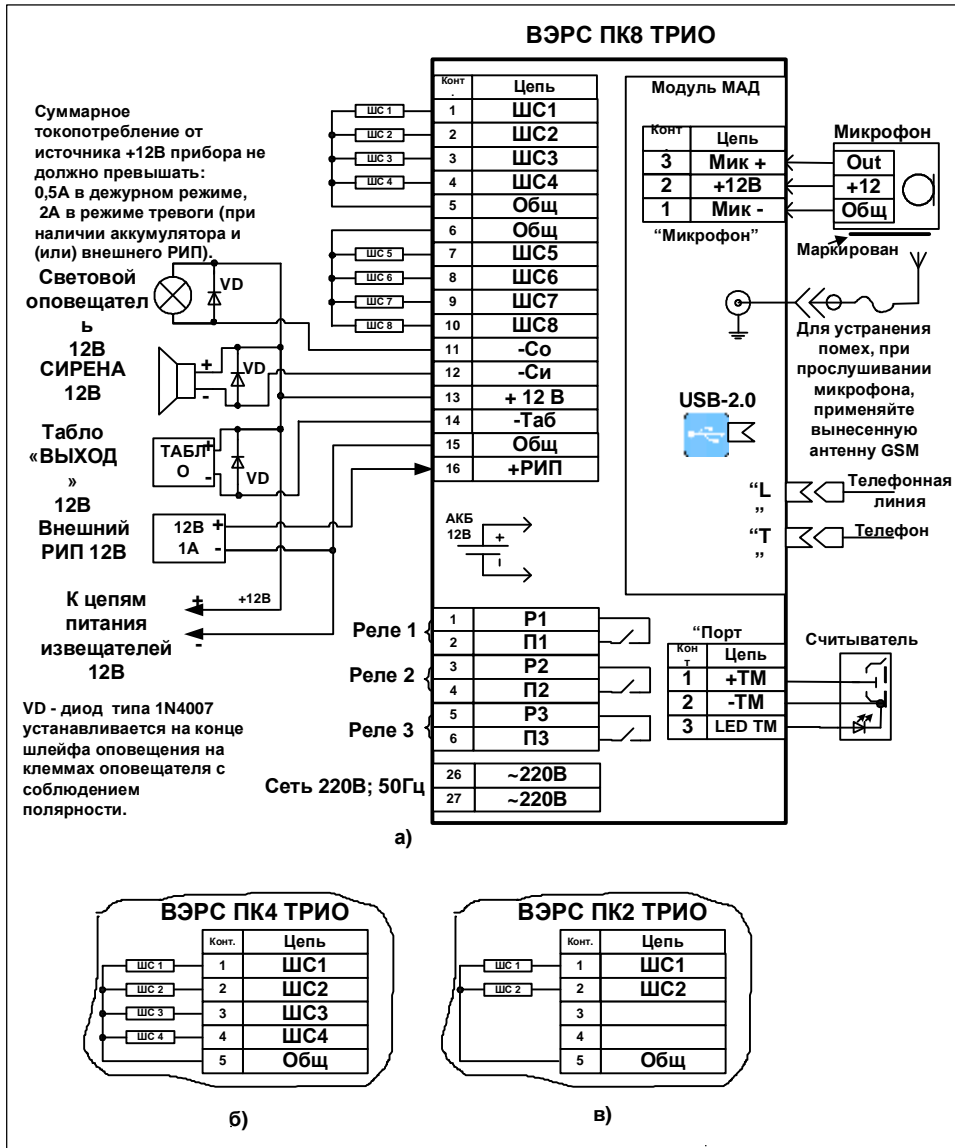 ВЭРС ПК8 ТРИО
Суммарное
токопотребление от
источника +12В прибора не
должно превышать:
0,5А в дежурном режиме,
2А в режиме тревоги (при
наличии аккумулятора и
(или) внешнего РИП).
Световой
оповещател
ь
12В
VD
СИРЕНА
12В
+
-
VD
Табло
«ВЫХОД
»
12В
ТАБЛ
О
+
-
VD
Внешний
РИП 12В
12В +
1А -
К цепям
питания
извещателей
12В
+
-
+12В
VD - диод типа 1N4007
устанавливается на конце
шлейфа оповещения на
клеммах оповещателя с
соблюдением
полярности.
ШС 1
ШС 2
ШС 3
ШС 4
ШС 5
ШС 6
ШС 7
ШС 8
Конт
.
Цепь
1 ШС1
2 ШС2
3 ШС3
4 ШС4
5 Общ
6 Общ
7 ШС5
8 ШС6
9 ШС7
10 ШС8
11 -Со
12 -Си
13 + 12 В
14 -Таб
15 Общ
16 +РИП
АКБ
12В
+
-
Реле 1
Реле 2
Реле 3
1 Р1
2 П1
3 Р2
4 П2
5 Р3
6 П3
Сеть 220В; 50Гц
26 ~220В
27 ~220В
Модуль МАД
Конт
.
Цепь
3 Мик +
2 +12В
1 Мик -
“Микрофон”
Микрофон
Out
+12
Общ
Маркирован
Для устранения
помех, при
прослушивании
микрофона,
применяйте
вынесенную
антенну GSM
USB-2.0
“L
”
Телефонная
линия
“Т
”
Телефон
“Порт
Кон
т
Цепь
1 +ТМ
2 -ТМ
3 LED TM
Считыватель
а)
ВЭРС ПК4 ТРИО
Конт. Цепь
ШС 1 1 ШС1
ШС 2 2 ШС2
ШС 3 3 ШС3
ШС 4 4 ШС4
5 Общ
б)
ВЭРС ПК2 ТРИО
Конт. Цепь
ШС 1 1 ШС1
ШС 2 2 ШС2
3
4
5 Общ
в)